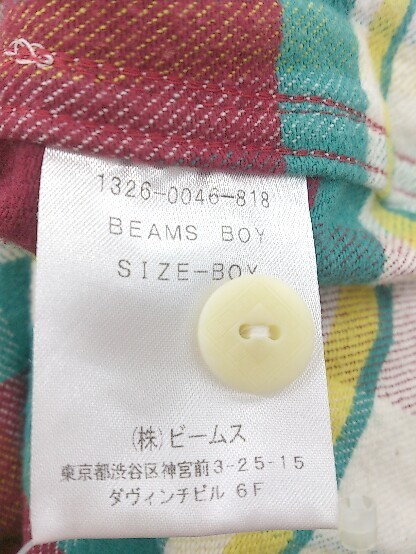 1326-0046-818
BEAMS BOY
SIZE-BOY
(株)ビームス
東京都渋谷区神宮前3-25-15
ダヴィンチビル 6F